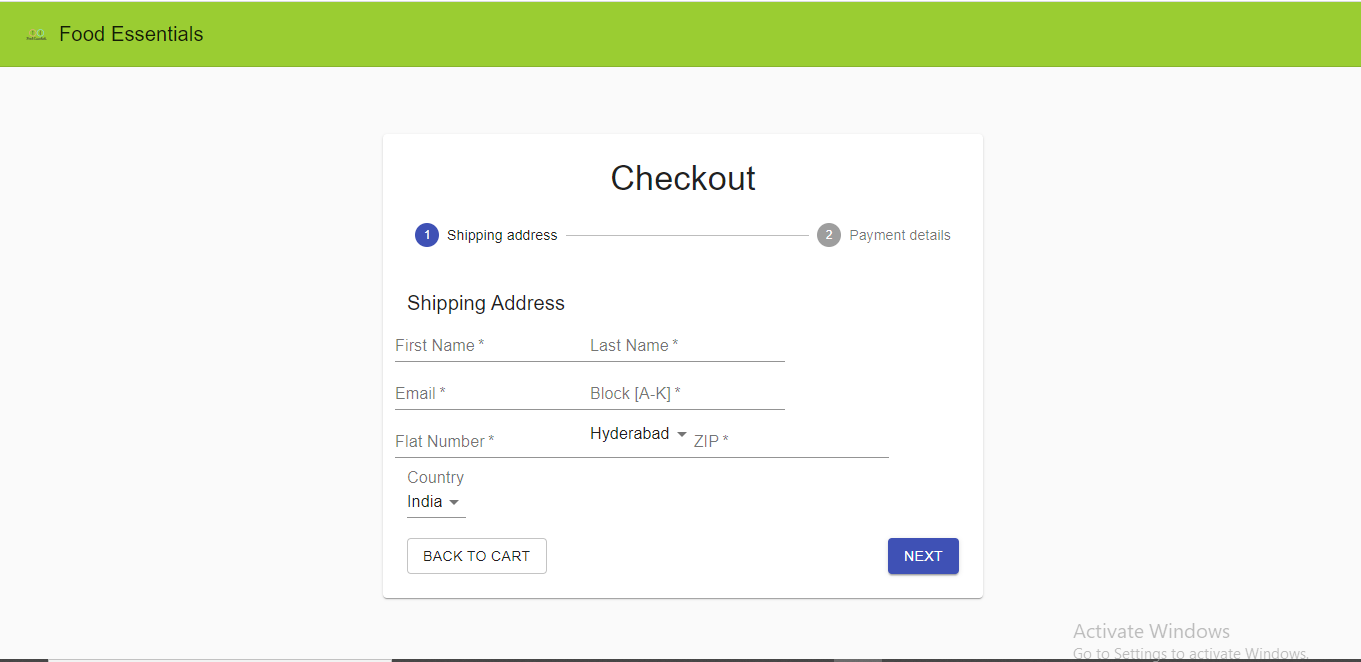 Food Essentials
Checkout
1 Shipping address 2 Payment details
Shipping Address
First Name * Last Name *
Email * Block [A-K] *
Flat Number * Hyderabad ZIP *
Country
India
BACK TO CART NEXT
Activate Windows
Go to Settings to activate Windows.